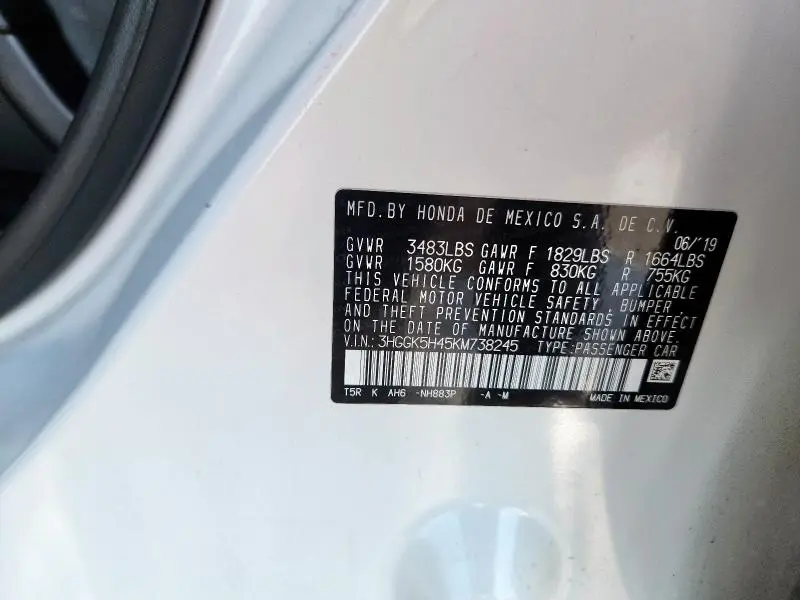 MFD. BY HONDA DE MEXICO S.A. DE C.V.
06/'19
GVWR 3483LBS GAWR F 1829LBS R 1664LBS
GVWR 1580KG GAWR F 830KG R 755KG
THIS VEHICLE CONFORMS TO ALL APPLICABLE
FEDERAL MOTOR VEHICLE SAFETY, BUMPER,
AND THEFT PREVENTION STANDARDS IN EFFECT
ON THE DATE OF MANUFACTURE SHOWN ABOVE.
V.I.N.: 3HGGK5H45KM738245 TYPE:PASSENGER CAR
T5R K AH6 -NH883P -A -M MADE IN MEXICO